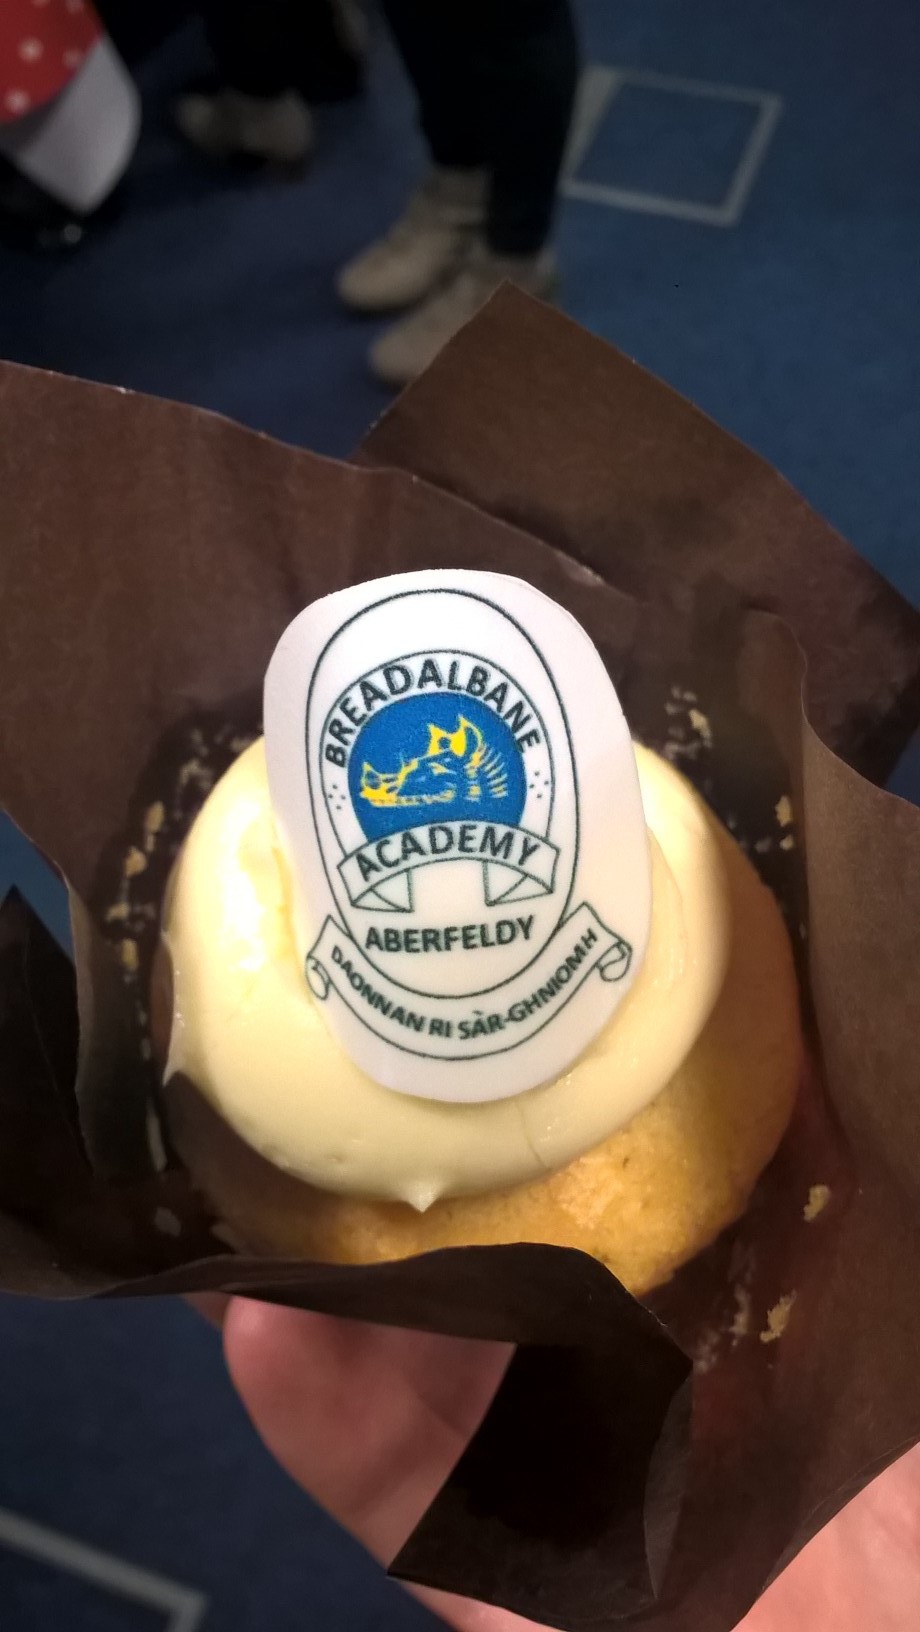 BREADALBANE
ACADEMY
ABERFELDY
DAONNAN RI SÀR-GHNIOMH